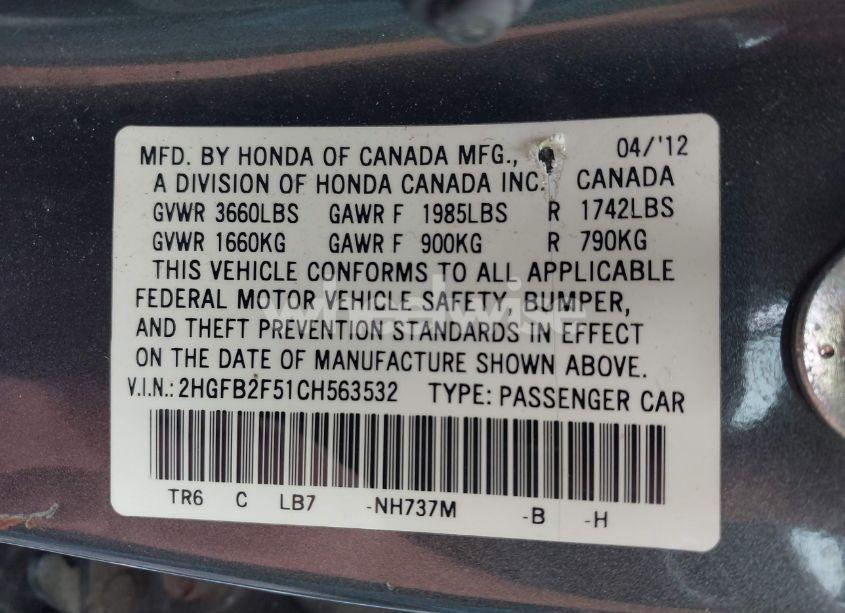 MFD. BY HONDA OF CANADA MFG., 04/'12
A DIVISION OF HONDA CANADA INC. CANADA
GVWR 3660LBS GAWR F 1985LBS R 1742LBS
GVWR 1660KG GAWR F 900KG R 790KG
THIS VEHICLE CONFORMS TO ALL APPLICABLE
FEDERAL MOTOR VEHICLE SAFETY, BUMPER,
AND THEFT PREVENTION STANDARDS IN EFFECT
ON THE DATE OF MANUFACTURE SHOWN ABOVE.
V.I.N.: 2HGFB2F51CH563532 TYPE: PASSENGER CAR
TR6 C LB7 -NH737M -B -H
wheelwise